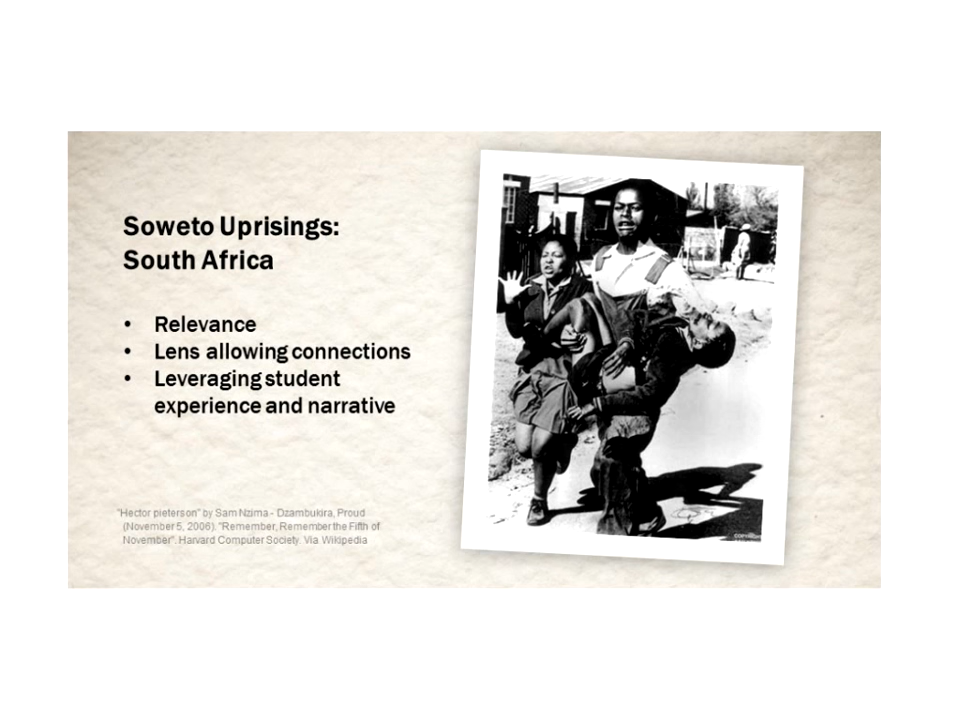 Soweto Uprisings:
South Africa
• Relevance
• Lens allowing connections
• Leveraging student
experience and narrative
"Hector pieterson" by Sam Nzima - Dzambukira, Proud
(November 5, 2006). "Remember, Remember the Fifth of
November". Harvard Computer Society. Via Wikipedia